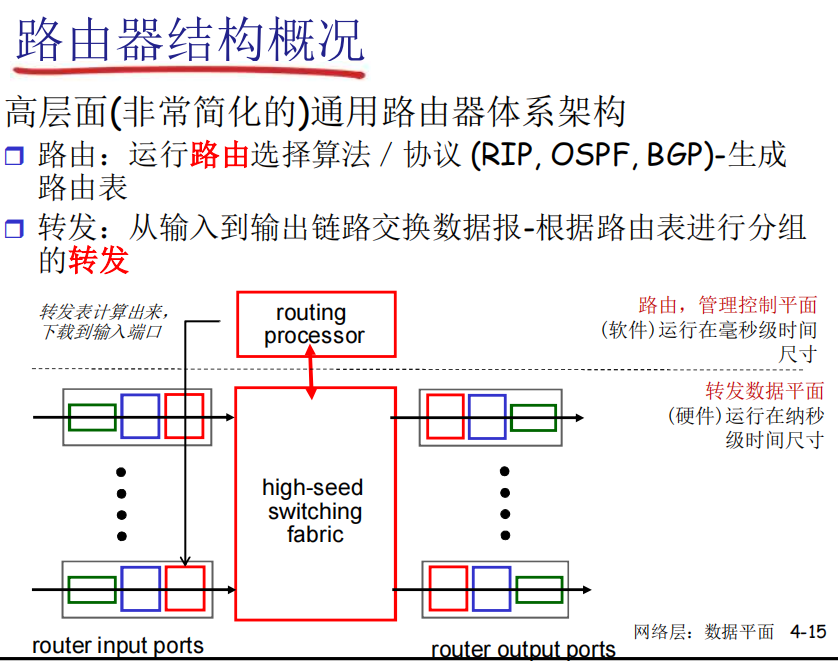 路由器结构概况
高层面(非常简化的)通用路由器体系架构
路由：运行路由选择算法／协议 (RIP, OSPF, BGP)-生成
路由表
转发：从输入到输出链路交换数据报-根据路由表进行分组
的转发
转发表计算出来，
下载到输入端口
routing
processor
路由，管理控制平面
(软件)运行在毫秒级时间
尺寸
转发数据平面
(硬件)运行在纳秒
级时间尺寸
high-seed
switching
fabric
router input ports
router output ports
网络层：数据平面 4-15